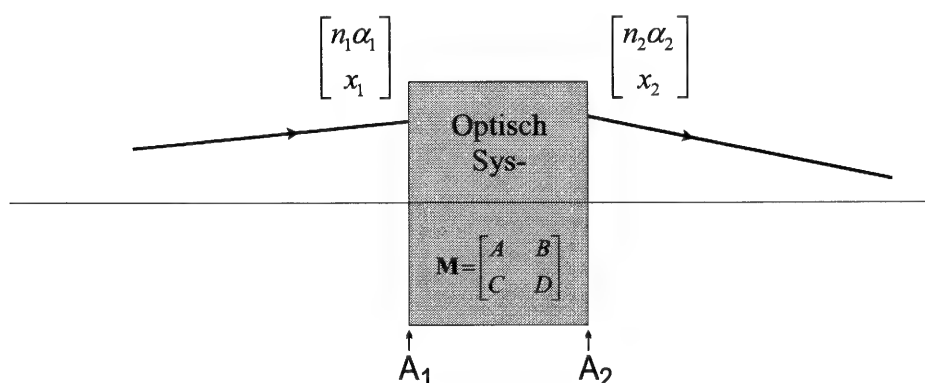 [n₁α₁
x₁]
[n₂α₂
x₂]
Optisch
Sys-
M=[A B
C D]
A₁
A₂